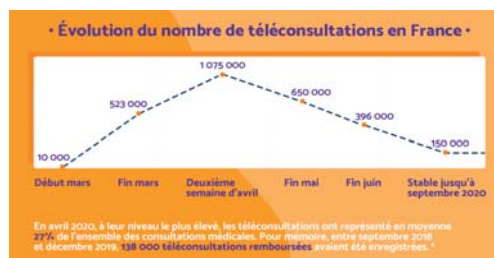 • Évolution du nombre de téléconsultations en France •
1 075 000
650 000
523 000
396 000
150 000
10 000
Début mars
Fin mars
Deuxième
semaine d'avril
Fin mai
Fin juin
Stable jusqu'à
septembre 2020
En avril 2020, à leur niveau le plus élevé, les téléconsultations ont représenté en moyenne
27% de l'ensemble des consultations médicales. Pour mémoire, entre septembre 2018
et décembre 2019, 138 000 téléconsultations remboursées avaient été enregistrées.